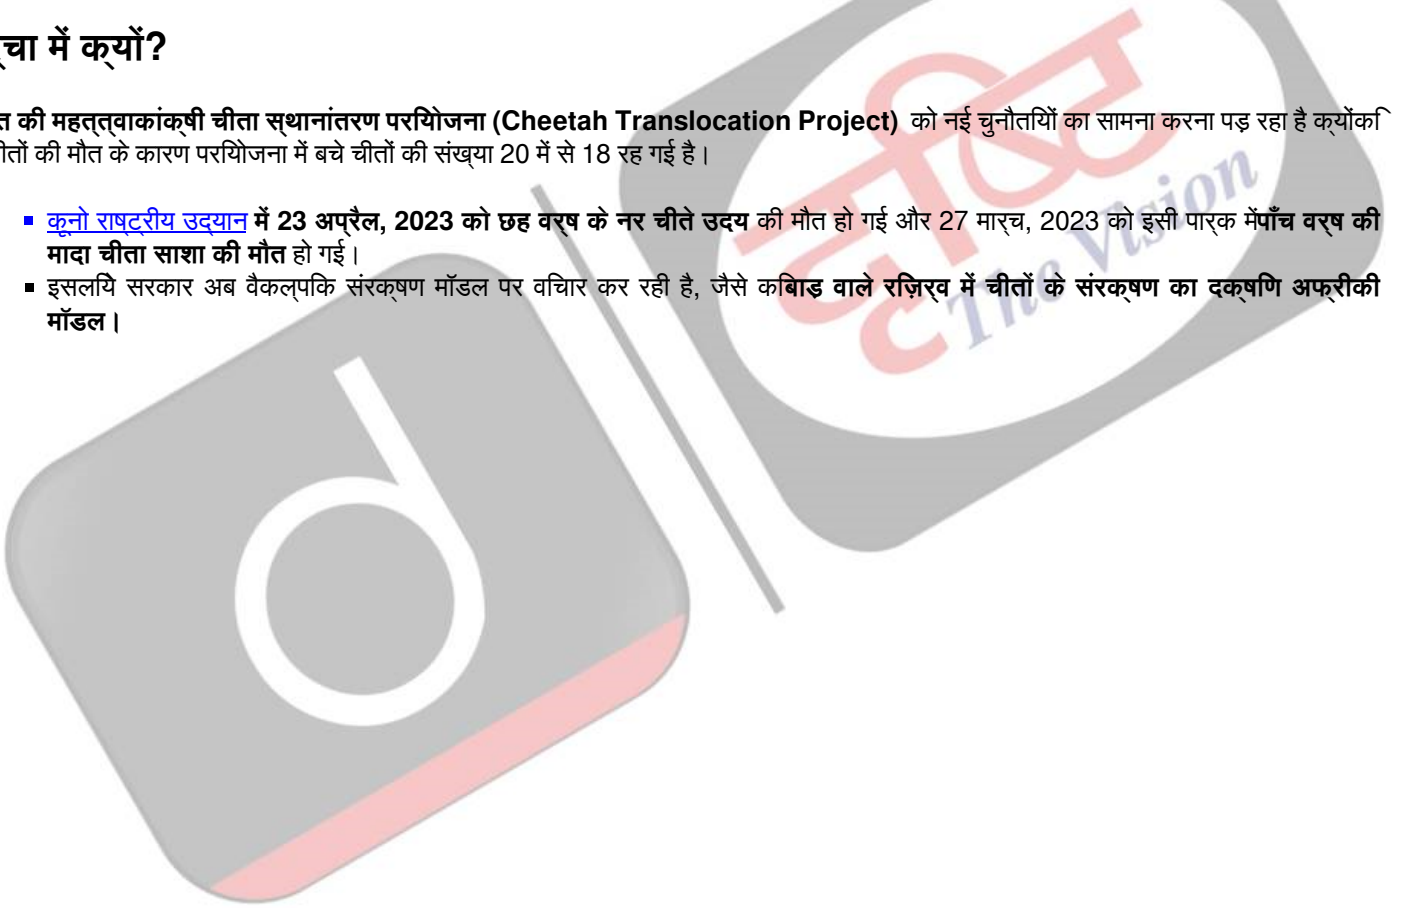 चा में क्यों?
त की महत्त्वाकांक्षी चीता स्थानांतरण परियोजना (Cheetah Translocation Project) को नई चुनौतियों का सामना करना पड़ रहा है क्योंकि
ीतों की मौत के कारण परियोजना में बचे चीतों की संख्या 20 में से 18 रह गई है।
कूनो राष्ट्रीय उद्यान में 23 अप्रैल, 2023 को छह वर्ष के नर चीते उदय की मौत हो गई और 27 मार्च, 2023 को इसी पार्क में पाँच वर्ष की
मादा चीता साशा की मौत हो गई।
इसलिये सरकार अब वैकल्पिक संरक्षण मॉडल पर विचार कर रही है, जैसे कि बाड़ वाले रिज़र्व में चीतों के संरक्षण का दक्षिण अफ्रीकी
मॉडल।
दृष्टि
The Vision